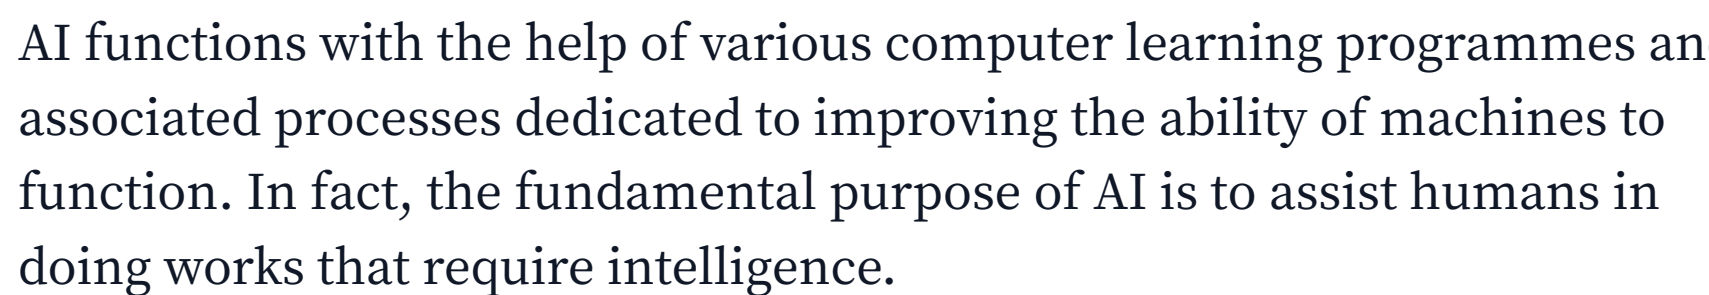 AI functions with the help of various computer learning programmes an
associated processes dedicated to improving the ability of machines to
function. In fact, the fundamental purpose of AI is to assist humans in
doing works that require intelligence.